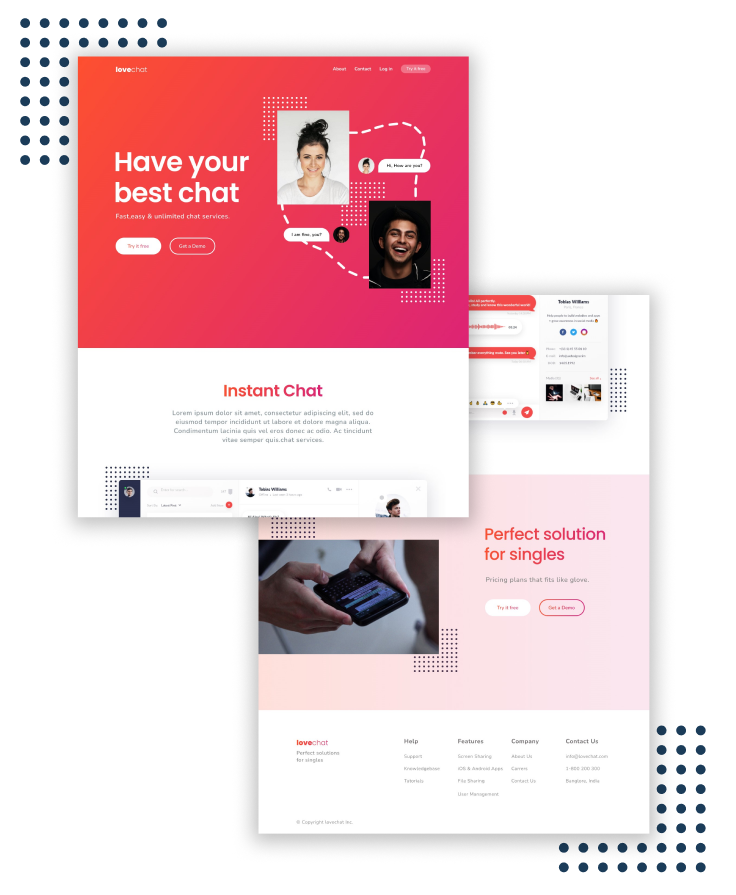 lovechat
About Contact Log in Try it free
Have your
best chat
Fast,easy & unlimited chat services.
Try it free Get a Demo
Hi, How are you?
I am fine, you?
Instant Chat
Lorem ipsum dolor sit amet, consectetur adipiscing elit, sed do
eiusmod tempor incididunt ut labore et dolore magna aliqua.
Condimentum lacinia quis vel eros donec ac odio. Ac tincidunt
vitae semper quis.chat services.
Tobias Williams
Tobias Williams
Perfect solution
for singles
Pricing plans that fits like glove.
Try it free Get a Demo
lovechat
Perfect solutions
for singles
Help
Support
Knowledgebase
Tutorials
Features
Screen Sharing
iOS & Android Apps
File Sharing
User Management
Company
About Us
Careers
Contact Us
Contact Us
info@lovechat.com
1-800 200 300
Banglore, India
© Copyright lovechat Inc.